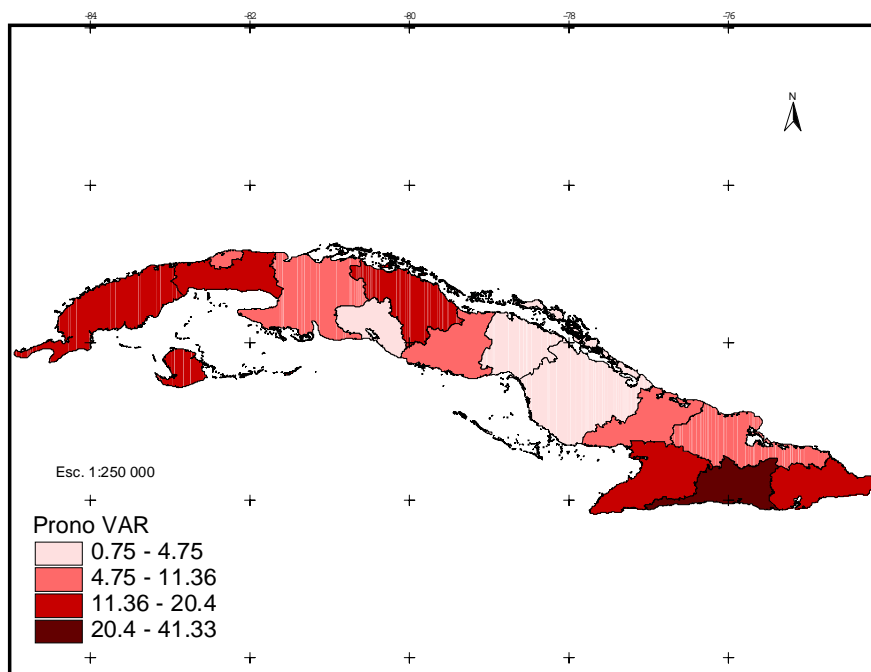 -84 -82 -80 -78 -76
N
Esc. 1:250 000
Prono VAR
0.75 - 4.75
4.75 - 11.36
11.36 - 20.4
20.4 - 41.33